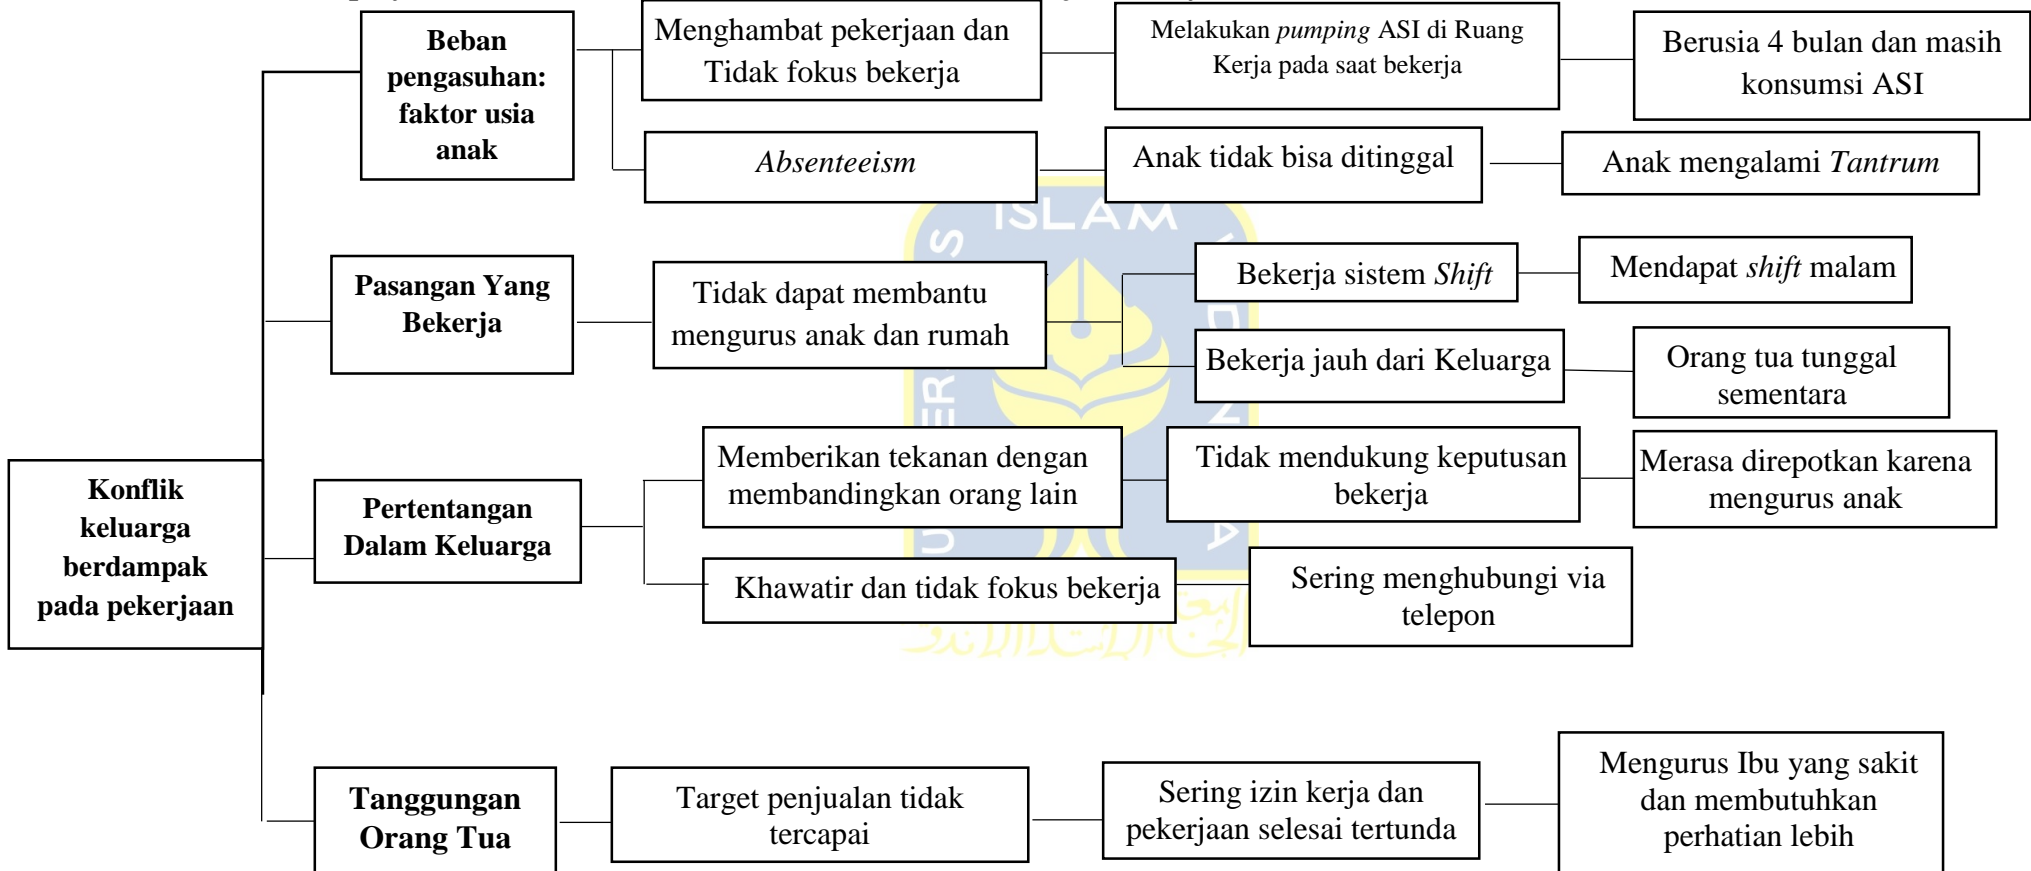 Beban
pengasuhan:
faktor usia
anak
Menghambat pekerjaan dan
Tidak fokus bekerja
Melakukan pumping ASI di Ruang
Kerja pada saat bekerja
Berusia 4 bulan dan masih
konsumsi ASI
Absenteeism
Anak tidak bisa ditinggal
Anak mengalami Tantrum
Pasangan Yang
Bekerja
Tidak dapat membantu
mengurus anak dan rumah
Bekerja sistem Shift
Mendapat shift malam
Bekerja jauh dari Keluarga
Orang tua tunggal
sementara
Konflik
keluarga
berdampak
pada pekerjaan
Pertentangan
Dalam Keluarga
Memberikan tekanan dengan
membandingkan orang lain
Tidak mendukung keputusan
bekerja
Merasa direpotkan karena
mengurus anak
Khawatir dan tidak fokus bekerja
Sering menghubungi via
telepon
Tanggungan
Orang Tua
Target penjualan tidak
tercapai
Sering izin kerja dan
pekerjaan selesai tertunda
Mengurus Ibu yang sakit
dan membutuhkan
perhatian lebih
ISLAM